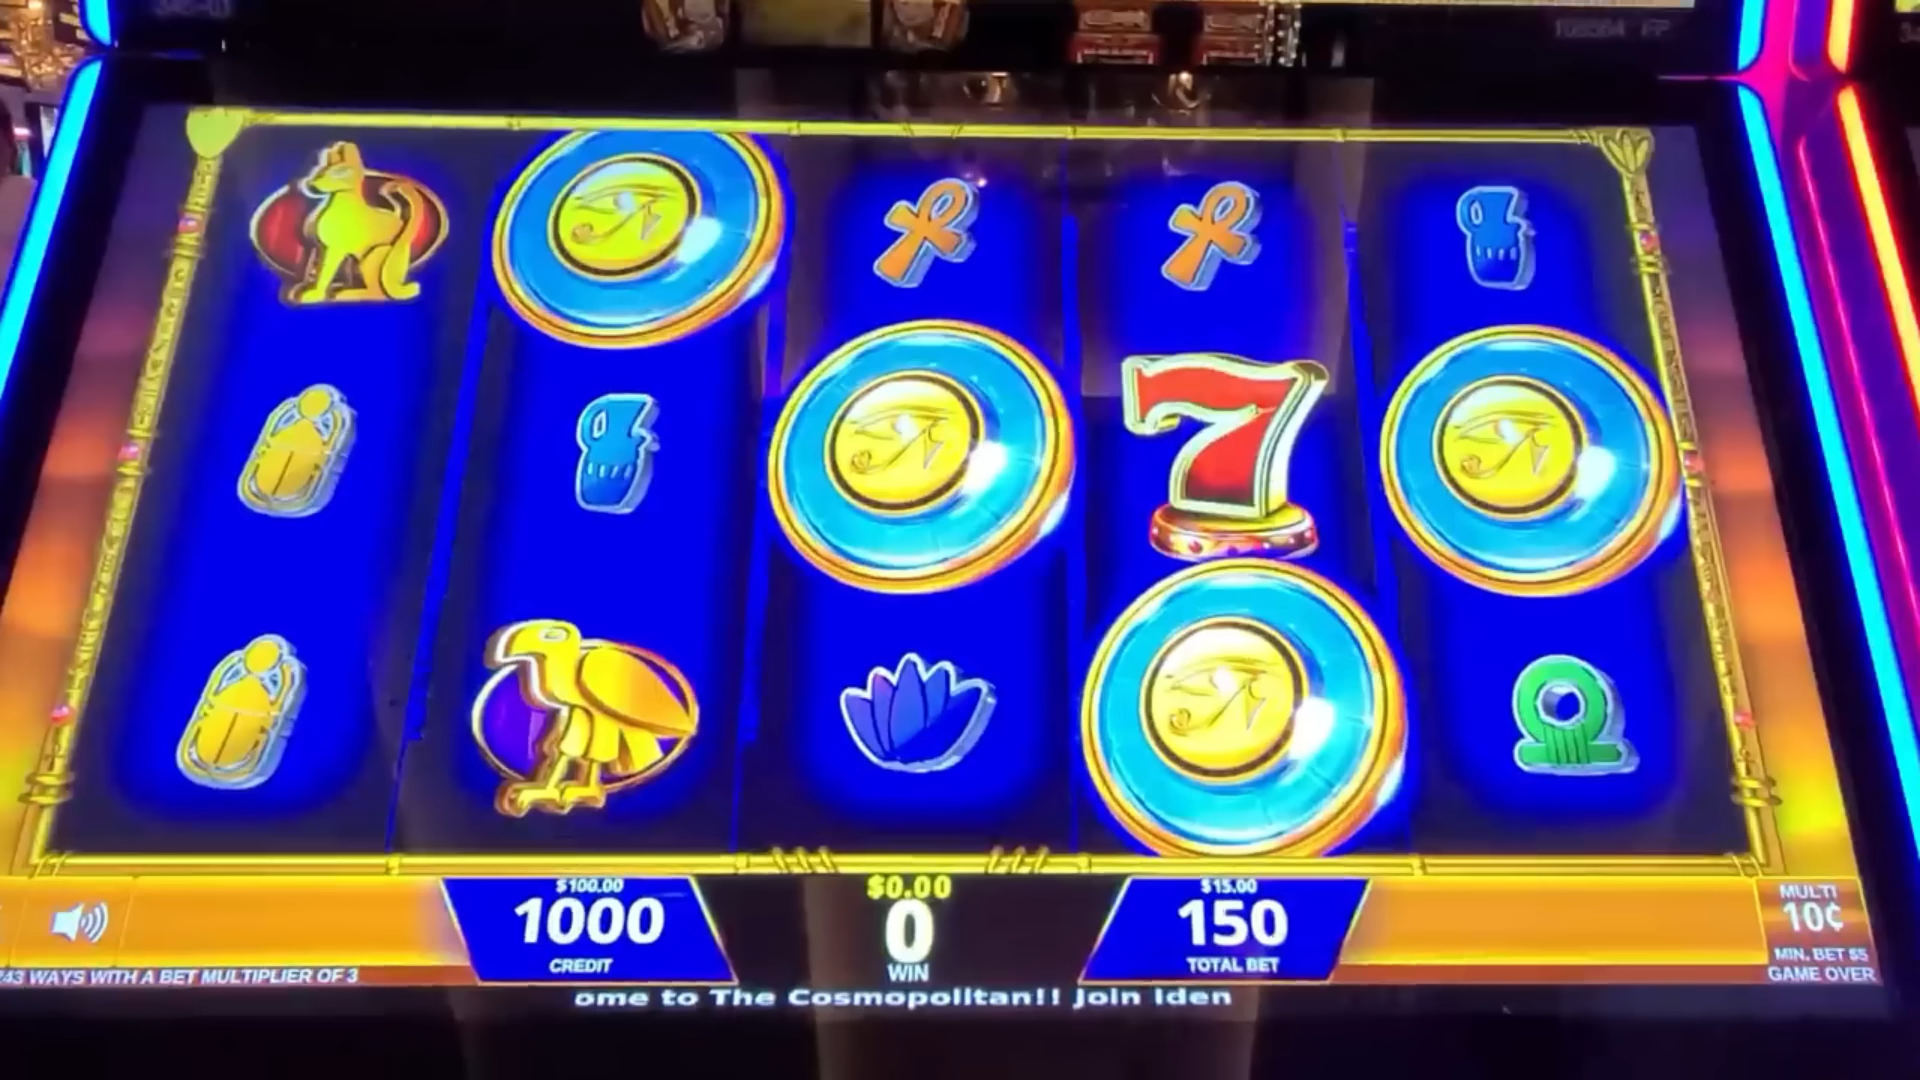 7
$100.00
1000
CREDIT
$0.00
0
WIN
$15.00
150
TOTAL BET
MULTI
10¢
MIN. BET $5
GAME OVER
243 WAYS WITH A BET MULTIPLIER OF 3
ome to The Cosmopolitan!! Join Iden